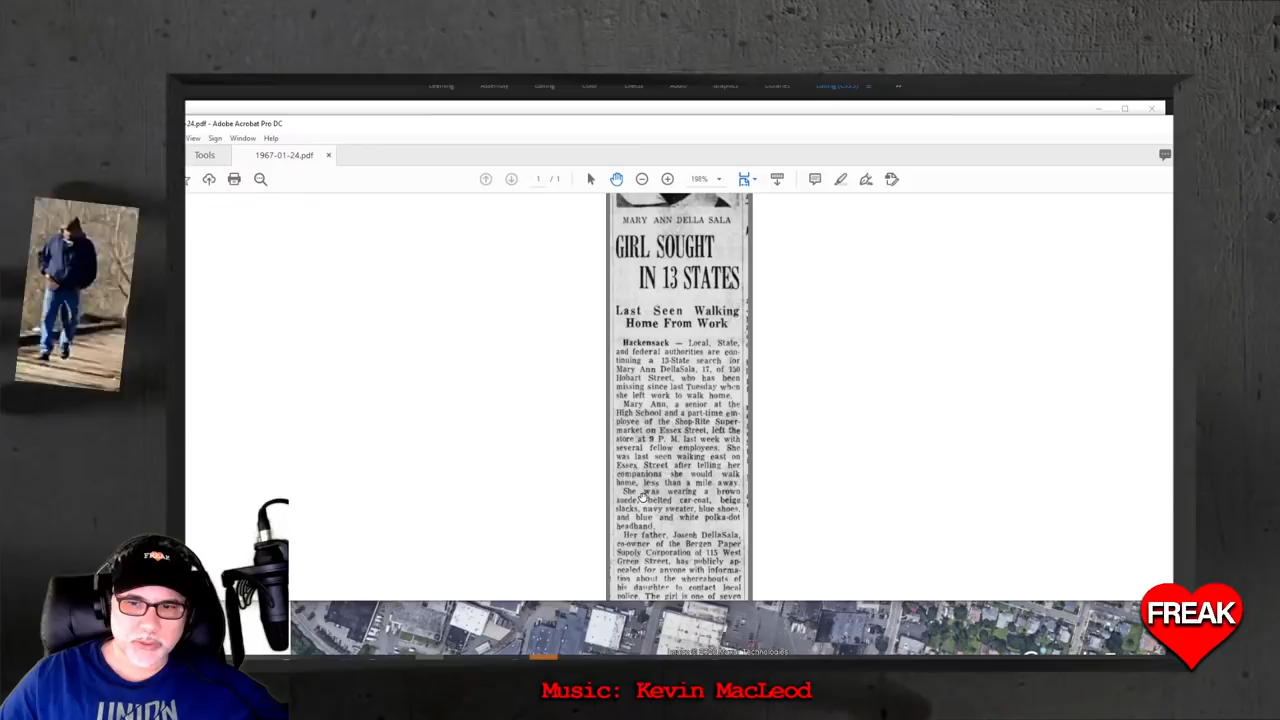 -24.pdf - Adobe Acrobat Pro DC
View Sign Window Help
Tools 1967-01-24.pdf ×
1 / 1 198%
MARY ANN DELLA SALA
GIRL SOUGHT
IN 13 STATES
Last Seen Walking
Home From Work
Hackensack — Local, State,
and federal authorities are con-
tinuing a 13-State search for
Mary Ann DellaSala, 17, of 150
Hobart Street, who has been
missing since last Tuesday when
she left work to walk home.
Mary Ann, a senior at the
High School and a part-time em-
ployee of the Shop-Rite Super-
market on Essex Street, left the
store at 9 P. M. last week with
several fellow employees. She
was last seen walking east on
Essex Street after telling her
companions she would walk
home, less than a mile away.
She was wearing a brown
suede, belted car-coat, beige
slacks, navy sweater, blue shoes,
and blue and white polka-dot
headband.
Her father, Joseph DellaSala,
co-owner of the Bergen Paper
Supply Corporation of 115 West
Green Street, has publicly ap-
pealed for anyone with informa-
tion about the whereabouts of
his daughter to contact local
police. The girl is one of seven
FREAK
FREAK
UNION
Music: Kevin MacLeod